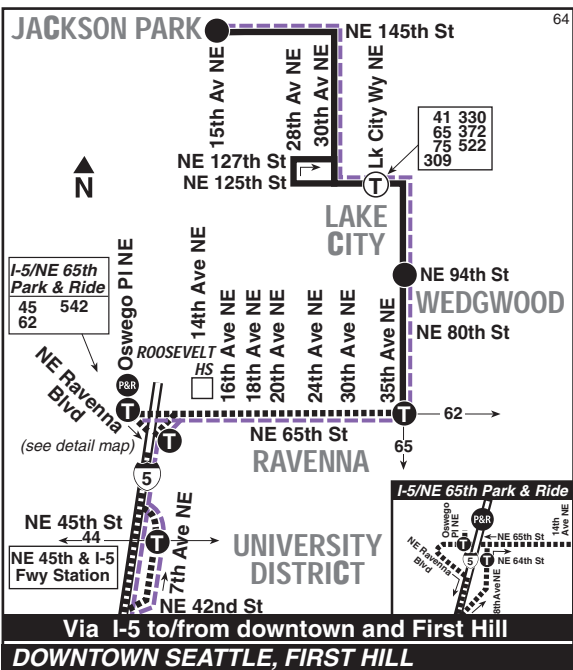 64
JACKSON PARK
NE 145th St
15th Av NE
28th Av NE
30th Av NE
Lk City Wy NE
41 330
65 372
75 522
309
NE 127th St
NE 125th St
T
N
LAKE
CITY
I-5/NE 65th
Park & Ride
45 542
62
Oswego Pl NE
14th Ave NE
ROOSEVELT
HS
16th Ave NE
18th Ave NE
20th Ave NE
24th Ave NE
30th Ave NE
35th Ave NE
NE 94th St
WEDGWOOD
NE 80th St
P&R
T
NE Ravenna
Blvd
(see detail map)
T
T
62
65
NE 65th St
RAVENNA
5
I-5/NE 65th Park & Ride
Oswego
Pl NE
P&R
T
NE 65th St
14th
Ave NE
NE Ravenna
Blvd
5
T
NE 64th St
8th Ave NE
NE 45th St
44
NE 45th & I-5
Fwy Station
T
7th Ave NE
UNIVERSITY
DISTRICT
NE 42nd St
Via I-5 to/from downtown and First Hill
DOWNTOWN SEATTLE, FIRST HILL